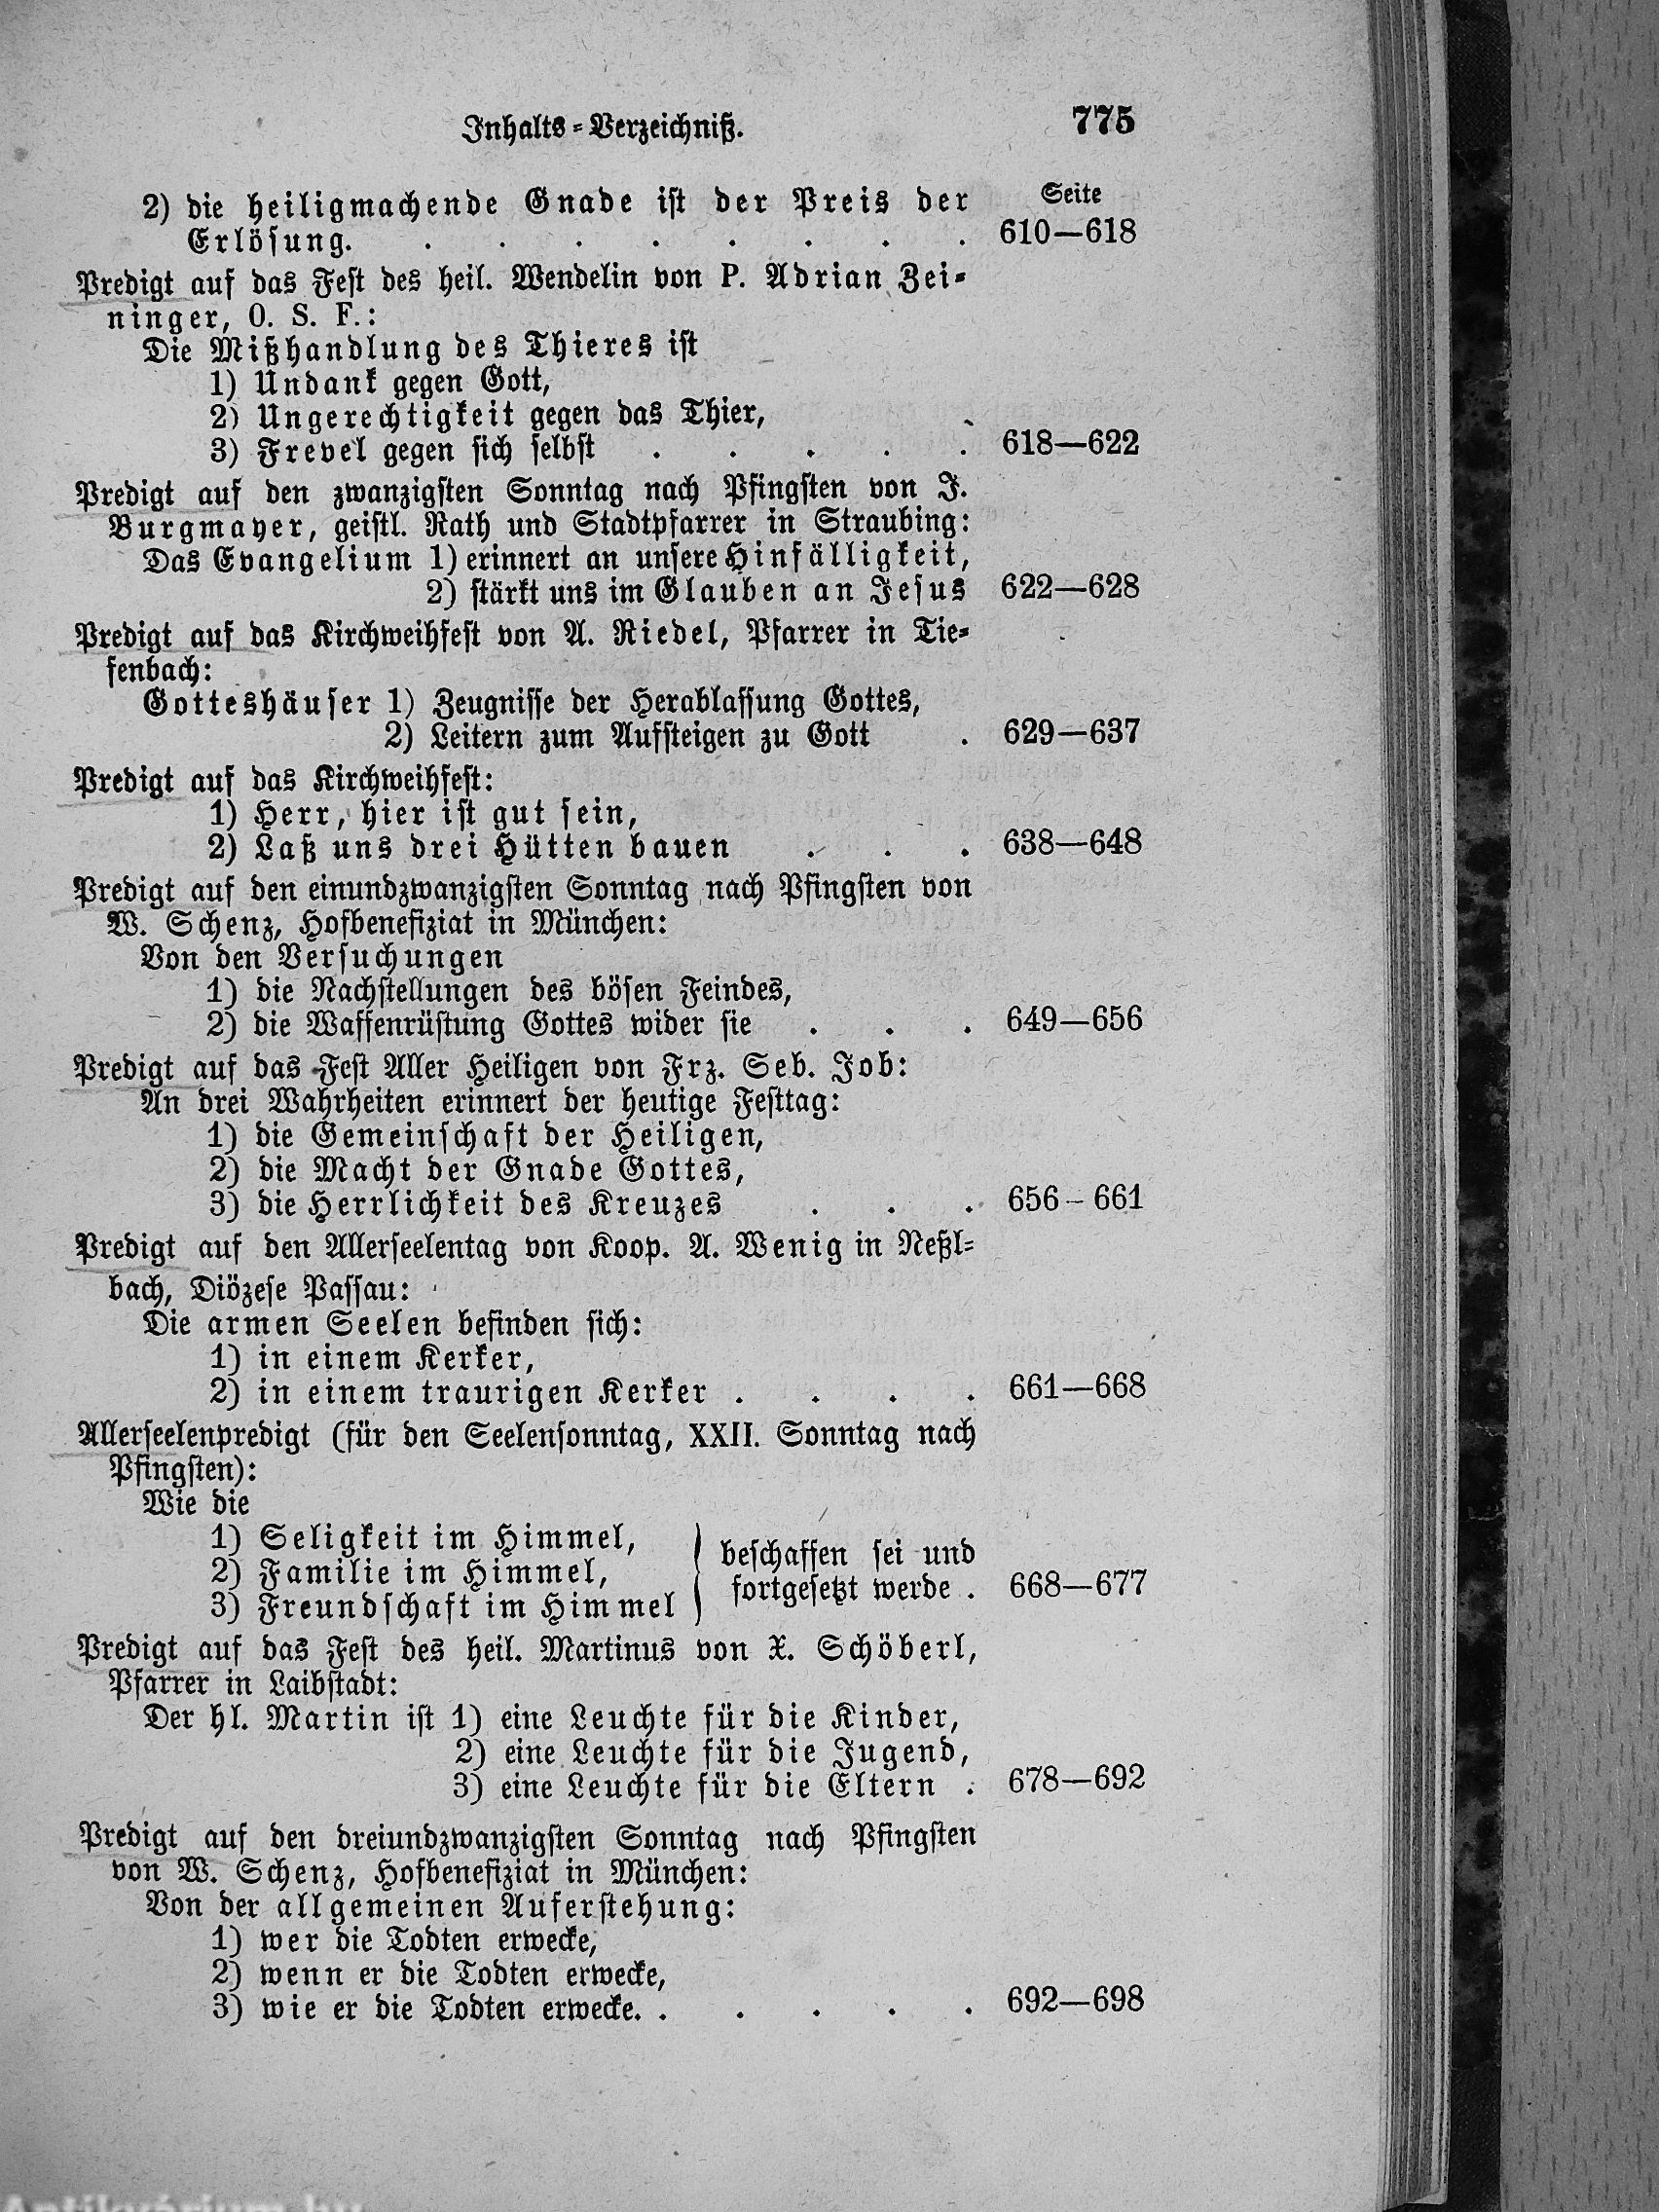 Inhalts-Verzeichniß. 775
Seite
2) die heiligmachende Gnade ist der Preis der
Erlösung. . . . . . . . . 610—618
Predigt auf das Fest des heil. Wendelin von P. Adrian Zei-
ninger, O. S. F.:
Die Mißhandlung des Thieres ist
1) Undank gegen Gott,
2) Ungerechtigkeit gegen das Thier,
3) Frevel gegen sich selbst . . . . . 618—622
Predigt auf den zwanzigsten Sonntag nach Pfingsten von J.
Burgmayer, geistl. Rath und Stadtpfarrer in Straubing:
Das Evangelium 1) erinnert an unsere Hinfälligkeit,
2) stärkt uns im Glauben an Jesus 622—628
Predigt auf das Kirchweihfest von A. Riedel, Pfarrer in Tie-
fenbach:
Gotteshäuser 1) Zeugnisse der Herablassung Gottes,
2) Leitern zum Aufsteigen zu Gott . 629—637
Predigt auf das Kirchweihfest:
1) Herr, hier ist gut sein,
2) Laß uns drei Hütten bauen . . . 638—648
Predigt auf den einundzwanzigsten Sonntag nach Pfingsten von
W. Schenz, Hofbenefiziat in München:
Von den Versuchungen
1) die Nachstellungen des bösen Feindes,
2) die Waffenrüstung Gottes wider sie . . . 649—656
Predigt auf das Fest Aller Heiligen von Frz. Seb. Job:
An drei Wahrheiten erinnert der heutige Festtag:
1) die Gemeinschaft der Heiligen,
2) die Macht der Gnade Gottes,
3) die Herrlichkeit des Kreuzes . . . 656–661
Predigt auf den Allerseelentag von Koop. A. Wenig in Neßl-
bach, Diözese Passau:
Die armen Seelen befinden sich:
1) in einem Kerker,
2) in einem traurigen Kerker . . . . 661—668
Allerseelenpredigt (für den Seelensonntag, XXII. Sonntag nach
Pfingsten):
Wie die
1) Seligkeit im Himmel,
2) Familie im Himmel,
3) Freundschaft im Himmel
beschaffen sei und
fortgesetzt werde . 668—677
Predigt auf das Fest des heil. Martinus von X. Schöberl,
Pfarrer in Laibstadt:
Der hl. Martin ist 1) eine Leuchte für die Kinder,
2) eine Leuchte für die Jugend,
3) eine Leuchte für die Eltern . 678—692
Predigt auf den dreiundzwanzigsten Sonntag nach Pfingsten
von W. Schenz, Hofbenefiziat in München:
Von der allgemeinen Auferstehung:
1) wer die Todten erwecke,
2) wenn er die Todten erwecke,
3) wie er die Todten erwecke. . . . . . 692—698